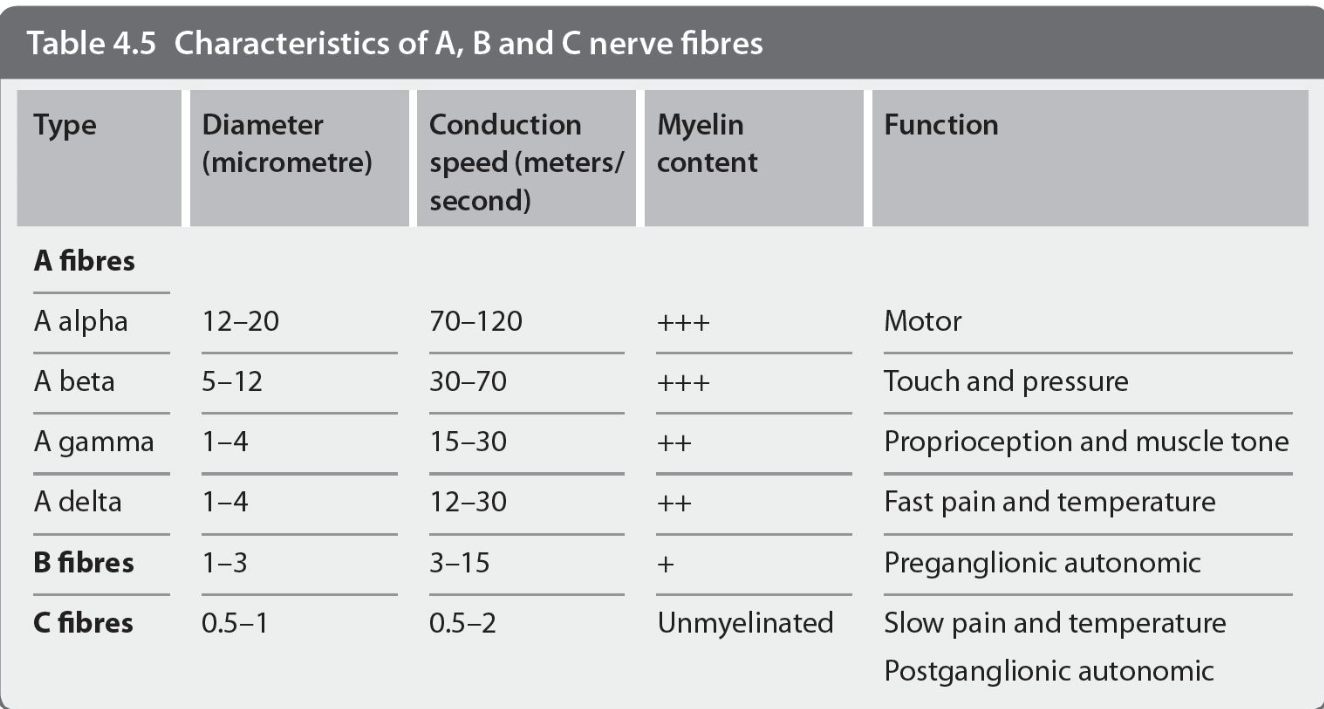 Table 4.5 Characteristics of A, B and C nerve fibres
Type Diameter (micrometre) Conduction speed (meters/second) Myelin content Function
A fibres
A alpha 12–20 70–120 +++ Motor
A beta 5–12 30–70 +++ Touch and pressure
A gamma 1–4 15–30 ++ Proprioception and muscle tone
A delta 1–4 12–30 ++ Fast pain and temperature
B fibres 1–3 3–15 + Preganglionic autonomic
C fibres 0.5–1 0.5–2 Unmyelinated Slow pain and temperature
Postganglionic autonomic